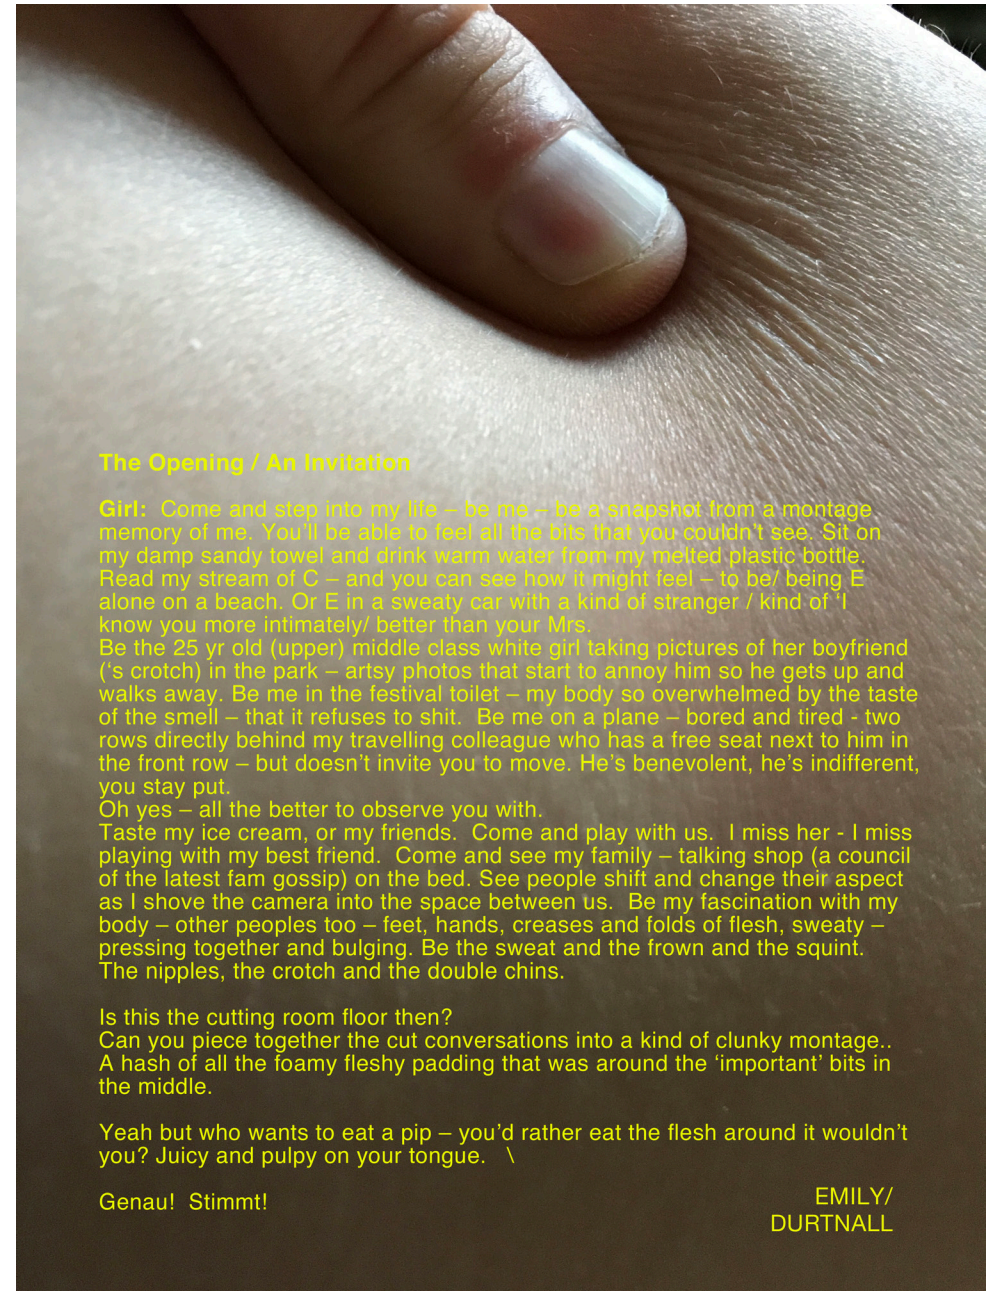 The Opening / An Invitation
Girl:  Come and step into my life – be me – be a snapshot from a montage
memory of me. You'll be able to feel all the bits that you couldn't see. Sit on
my damp sandy towel and drink warm water from my melted plastic bottle.
Read my stream of C – and you can see how it might feel – to be/ being E
alone on a beach. Or E in a sweaty car with a kind of stranger / kind of 'I
know you more intimately/ better than your Mrs.
Be the 25 yr old (upper) middle class white girl taking pictures of her boyfriend
('s crotch) in the park – artsy photos that start to annoy him so he gets up and
walks away. Be me in the festival toilet – my body so overwhelmed by the taste
of the smell – that it refuses to shit.  Be me on a plane – bored and tired - two
rows directly behind my travelling colleague who has a free seat next to him in
the front row – but doesn't invite you to move. He's benevolent, he's indifferent,
you stay put.
Oh yes – all the better to observe you with.
Taste my ice cream, or my friends.  Come and play with us.  I miss her - I miss
playing with my best friend.  Come and see my family – talking shop (a council
of the latest fam gossip) on the bed. See people shift and change their aspect
as I shove the camera into the space between us.  Be my fascination with my
body – other peoples too – feet, hands, creases and folds of flesh, sweaty –
pressing together and bulging. Be the sweat and the frown and the squint.
The nipples, the crotch and the double chins.
Is this the cutting room floor then?
Can you piece together the cut conversations into a kind of clunky montage..
A hash of all the foamy fleshy padding that was around the 'important' bits in
the middle.
Yeah but who wants to eat a pip – you'd rather eat the flesh around it wouldn't
you? Juicy and pulpy on your tongue.   \
Genau!  Stimmt!
EMILY/
DURTNALL